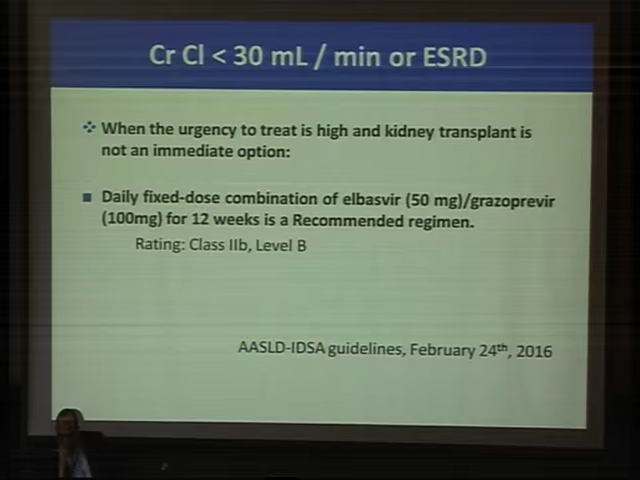 Cr Cl < 30 mL / min or ESRD
When the urgency to treat is high and kidney transplant is
not an immediate option:
Daily fixed-dose combination of elbasvir (50 mg)/grazoprevir
(100mg) for 12 weeks is a Recommended regimen.
Rating: Class IIb, Level B
AASLD-IDSA guidelines, February 24th, 2016